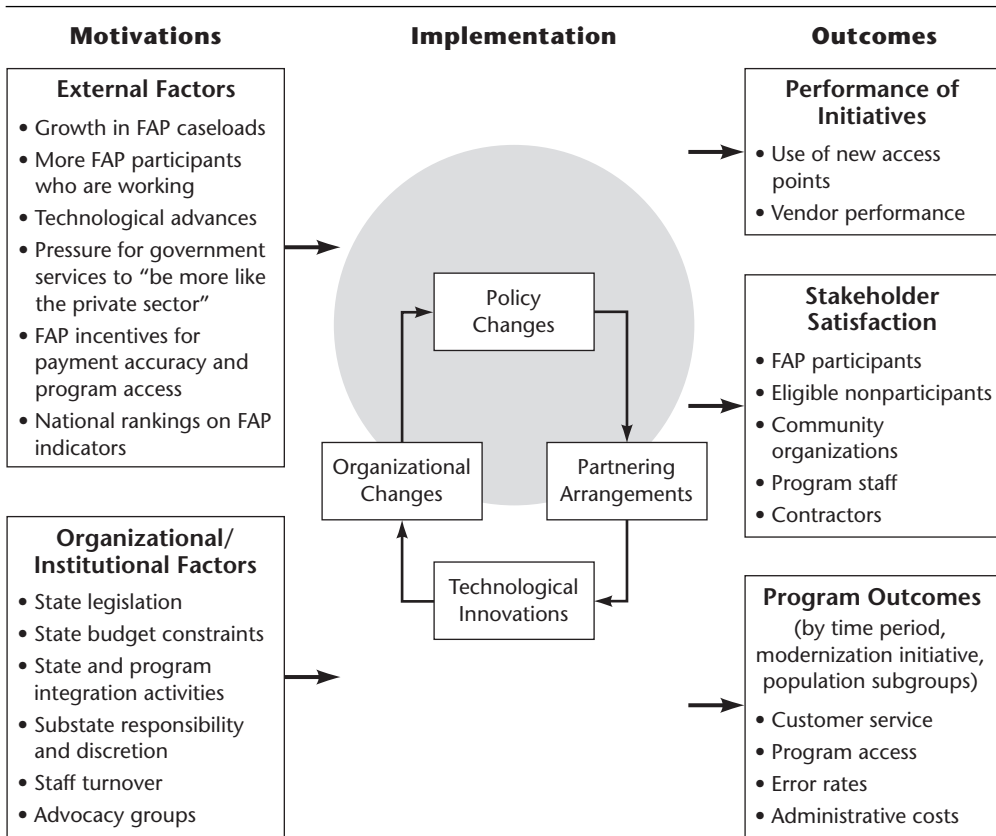 Motivations
External Factors
• Growth in FAP caseloads
• More FAP participants
who are working
• Technological advances
• Pressure for government
services to “be more like
the private sector”
• FAP incentives for
payment accuracy and
program access
• National rankings on FAP
indicators
Organizational/
Institutional Factors
• State legislation
• State budget constraints
• State and program
integration activities
• Substate responsibility
and discretion
• Staff turnover
• Advocacy groups
Implementation
Policy
Changes
Partnering
Arrangements
Technological
Innovations
Organizational
Changes
Outcomes
Performance of
Initiatives
• Use of new access
points
• Vendor performance
Stakeholder
Satisfaction
• FAP participants
• Eligible nonparticipants
• Community
organizations
• Program staff
• Contractors
Program Outcomes
(by time period,
modernization initiative,
population subgroups)
• Customer service
• Program access
• Error rates
• Administrative costs